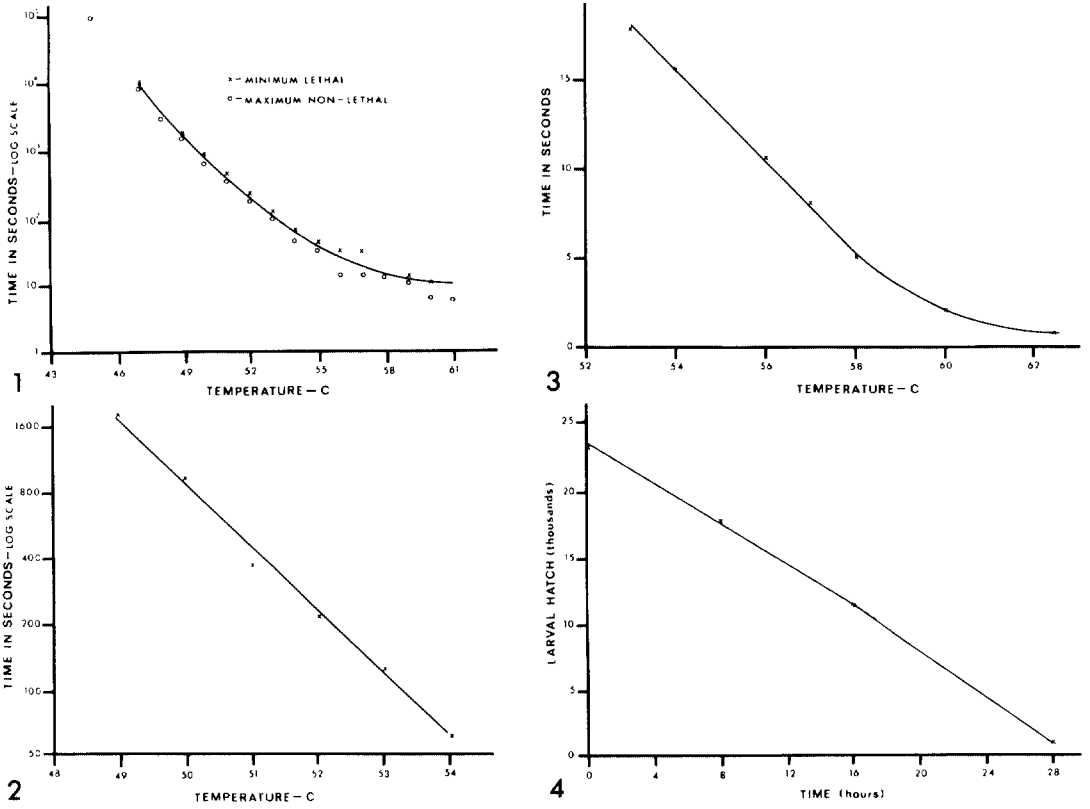 10⁵
10⁴
10³
10²
10
1
TIME IN SECONDS—LOG SCALE
x – MINIMUM LETHAL
o – MAXIMUM NON-LETHAL
43 46 49 52 55 58 61
TEMPERATURE — C
1
15
10
5
0
TIME IN SECONDS
52 54 56 58 60 62
TEMPERATURE — C
3
1600
800
400
200
100
50
TIME IN SECONDS—LOG SCALE
48 49 50 51 52 53 54
TEMPERATURE — C
2
25
20
15
10
5
0
LARVAL HATCH (thousands)
0 4 8 12 16 20 24 28
TIME (hours)
4